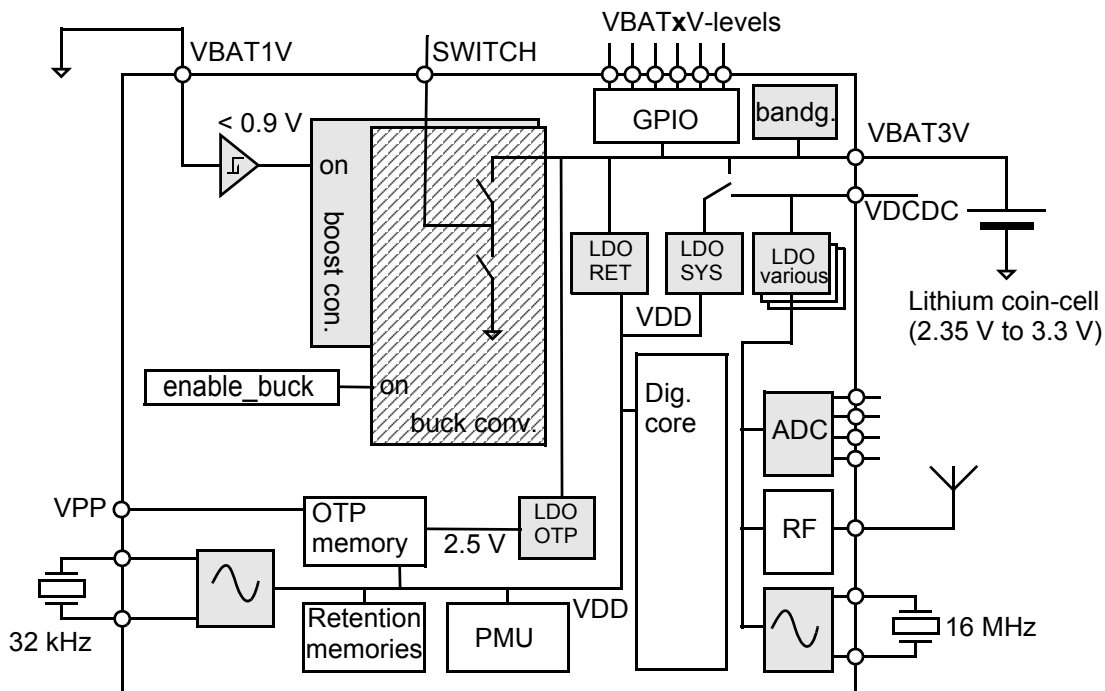 VBATxV-levels
VBAT1V
SWITCH
< 0.9 V
GPIO
bandg.
VBAT3V
on
boost con.
VDCDC
LDO
RET
LDO
SYS
LDO
various
Lithium coin-cell
(2.35 V to 3.3 V)
VDD
enable_buck
on
buck conv.
Dig.
core
ADC
VPP
OTP
memory
2.5 V
LDO
OTP
RF
32 kHz
Retention
memories
PMU
VDD
16 MHz